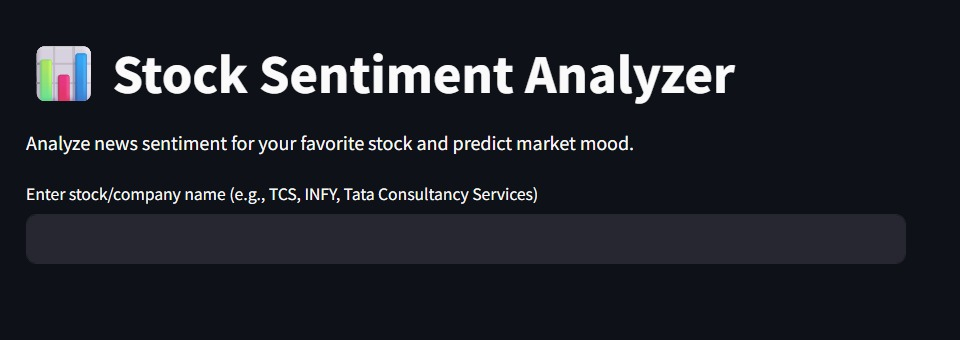 Stock Sentiment Analyzer
Analyze news sentiment for your favorite stock and predict market mood.
Enter stock/company name (e.g., TCS, INFY, Tata Consultancy Services)